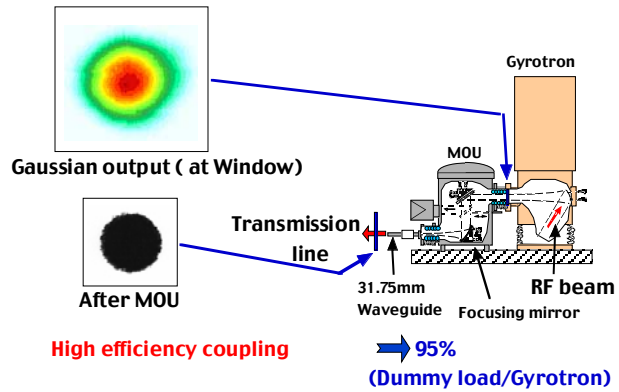 Gyrotron
Gaussian output ( at Window)
MOU
Transmission
line
After MOU
31.75mm
Waveguide
Focusing mirror
RF beam
High efficiency coupling
95%
(Dummy load/Gyrotron)